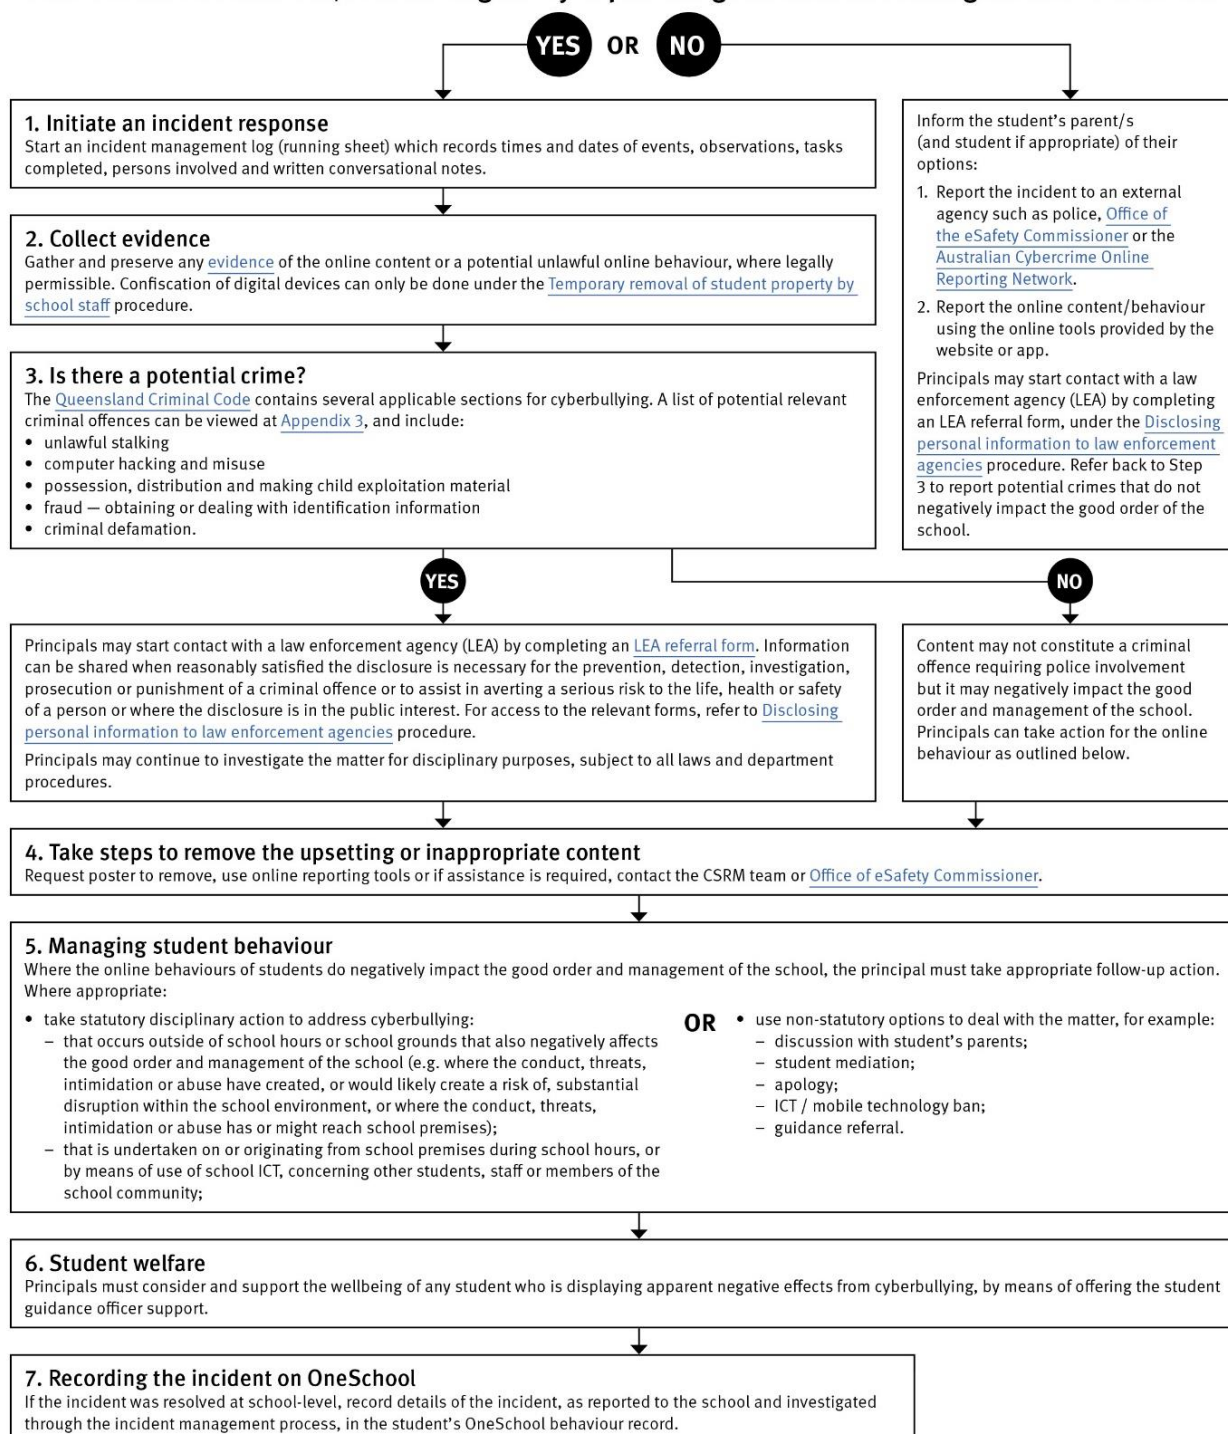 YES OR NO
1. Initiate an incident response
Start an incident management log (running sheet) which records times and dates of events, observations, tasks
completed, persons involved and written conversational notes.
2. Collect evidence
Gather and preserve any evidence of the online content or a potential unlawful online behaviour, where legally
permissible. Confiscation of digital devices can only be done under the Temporary removal of student property by
school staff procedure.
3. Is there a potential crime?
The Queensland Criminal Code contains several applicable sections for cyberbullying. A list of potential relevant
criminal offences can be viewed at Appendix 3, and include:
• unlawful stalking
• computer hacking and misuse
• possession, distribution and making child exploitation material
• fraud — obtaining or dealing with identification information
• criminal defamation.
Inform the student's parent/s
(and student if appropriate) of their
options:
1. Report the incident to an external
agency such as police, Office of
the eSafety Commissioner or the
Australian Cybercrime Online
Reporting Network.
2. Report the online content/behaviour
using the online tools provided by the
website or app.
Principals may start contact with a law
enforcement agency (LEA) by completing
an LEA referral form, under the Disclosing
personal information to law enforcement
agencies procedure. Refer back to Step
3 to report potential crimes that do not
negatively impact the good order of the
school.
YES
NO
Principals may start contact with a law enforcement agency (LEA) by completing an LEA referral form. Information
can be shared when reasonably satisfied the disclosure is necessary for the prevention, detection, investigation,
prosecution or punishment of a criminal offence or to assist in averting a serious risk to the life, health or safety
of a person or where the disclosure is in the public interest. For access to the relevant forms, refer to Disclosing
personal information to law enforcement agencies procedure.
Principals may continue to investigate the matter for disciplinary purposes, subject to all laws and department
procedures.
Content may not constitute a criminal
offence requiring police involvement
but it may negatively impact the good
order and management of the school.
Principals can take action for the online
behaviour as outlined below.
4. Take steps to remove the upsetting or inappropriate content
Request poster to remove, use online reporting tools or if assistance is required, contact the CSRM team or Office of eSafety Commissioner.
5. Managing student behaviour
Where the online behaviours of students do negatively impact the good order and management of the school, the principal must take appropriate follow-up action.
Where appropriate:
• take statutory disciplinary action to address cyberbullying:
– that occurs outside of school hours or school grounds that also negatively affects
the good order and management of the school (e.g. where the conduct, threats,
intimidation or abuse have created, or would likely create a risk of, substantial
disruption within the school environment, or where the conduct, threats,
intimidation or abuse has or might reach school premises);
– that is undertaken on or originating from school premises during school hours, or
by means of use of school ICT, concerning other students, staff or members of the
school community;
OR
• use non-statutory options to deal with the matter, for example:
– discussion with student's parents;
– student mediation;
– apology;
– ICT / mobile technology ban;
– guidance referral.
6. Student welfare
Principals must consider and support the wellbeing of any student who is displaying apparent negative effects from cyberbullying, by means of offering the student
guidance officer support.
7. Recording the incident on OneSchool
If the incident was resolved at school-level, record details of the incident, as reported to the school and investigated
through the incident management process, in the student's OneSchool behaviour record.